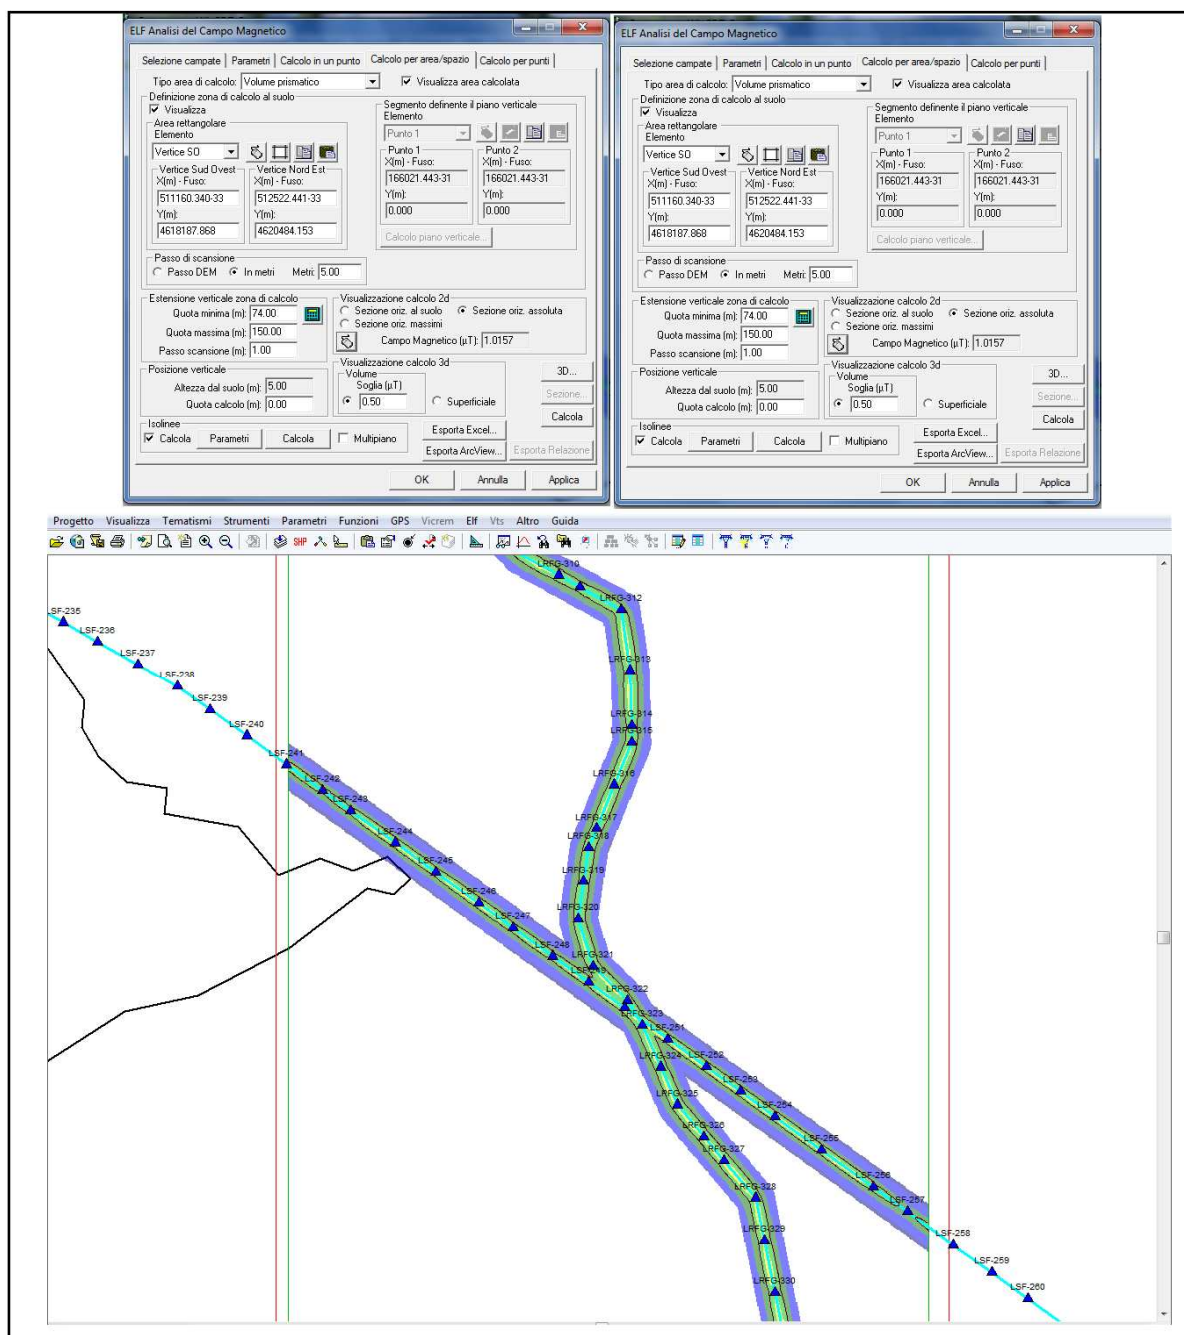 ELF Analisi del Campo Magnetico
Selezione campate | Parametri | Calcolo in un punto | Calcolo per area/spazio | Calcolo per punti
Tipo area di calcolo: Volume prismatico Visualizza area calcolata
Definizione zona di calcolo al suolo
Visualizza
Area rettangolare
Elemento
Vertice SO
Vertice Sud Ovest
X(m) - Fuso:
511160.340-33
Y(m):
4618187.868
Vertice Nord Est
X(m) - Fuso:
512522.441-33
Y(m):
4620484.153
Segmento definente il piano verticale
Elemento
Punto 1
Punto 1
X(m) - Fuso:
166021.443-31
Y(m):
0.000
Punto 2
X(m) - Fuso:
166021.443-31
Y(m):
0.000
Calcolo piano verticale...
Passo di scansione
Passo DEM In metri Metri: 5.00
Estensione verticale zona di calcolo
Quota minima (m): 74.00
Quota massima (m): 150.00
Passo scansione (m): 1.00
Visualizzazione calcolo 2d
Sezione oriz. al suolo Sezione oriz. assoluta
Sezione oriz. massimi
Campo Magnetico (µT): 1.0157
Posizione verticale
Altezza dal suolo (m): 5.00
Quota calcolo (m): 0.00
Visualizzazione calcolo 3d
Volume
Soglia (µT)
0.50
Superficiale
3D...
Sezione...
Calcola
Isolinee
Calcola Parametri Calcola Multipiano
Esporta Excel...
Esporta ArcView... Esporta Relazione
OK Annulla Applica
ELF Analisi del Campo Magnetico
Selezione campate | Parametri | Calcolo in un punto | Calcolo per area/spazio | Calcolo per punti
Tipo area di calcolo: Volume prismatico Visualizza area calcolata
Definizione zona di calcolo al suolo
Visualizza
Area rettangolare
Elemento
Vertice SO
Vertice Sud Ovest
X(m) - Fuso:
511160.340-33
Y(m):
4618187.868
Vertice Nord Est
X(m) - Fuso:
512522.441-33
Y(m):
4620484.153
Segmento definente il piano verticale
Elemento
Punto 1
Punto 1
X(m) - Fuso:
166021.443-31
Y(m):
0.000
Punto 2
X(m) - Fuso:
166021.443-31
Y(m):
0.000
Calcolo piano verticale...
Passo di scansione
Passo DEM In metri Metri: 5.00
Estensione verticale zona di calcolo
Quota minima (m): 74.00
Quota massima (m): 150.00
Passo scansione (m): 1.00
Visualizzazione calcolo 2d
Sezione oriz. al suolo Sezione oriz. assoluta
Sezione oriz. massimi
Campo Magnetico (µT): 1.0157
Posizione verticale
Altezza dal suolo (m): 5.00
Quota calcolo (m): 0.00
Visualizzazione calcolo 3d
Volume
Soglia (µT)
0.50
Superficiale
3D...
Sezione...
Calcola
Isolinee
Calcola Parametri Calcola Multipiano
Esporta Excel...
Esporta ArcView... Esporta Relazione
OK Annulla Applica
Progetto Visualizza Tematismi Strumenti Parametri Funzioni GPS Vicrem Elf Vts Altro Guida
SHP
LRFG-310
LRFG-312
SF-235
LSF-236
LSF-237
LSF-238
LRFG-313
LSF-239
LRFG-314
LSF-240
LRFG-315
LSF-241
LSF-242
LRFG-316
LSF-243
LRFG-317
LSF-244
LRFG-318
LSF-245
LRFG-319
LSF-246
LRFG-320
LSF-247
LSF-248
LRFG-321
LSF-249
LRFG-322
LRFG-323
LSF-251
LRFG-324
LSF-252
LSF-253
LRFG-325
LSF-254
LRFG-326
LSF-255
LRFG-327
LSF-256
LRFG-328
LSF-257
LRFG-329
LSF-258
LSF-259
LRFG-330
LSF-260